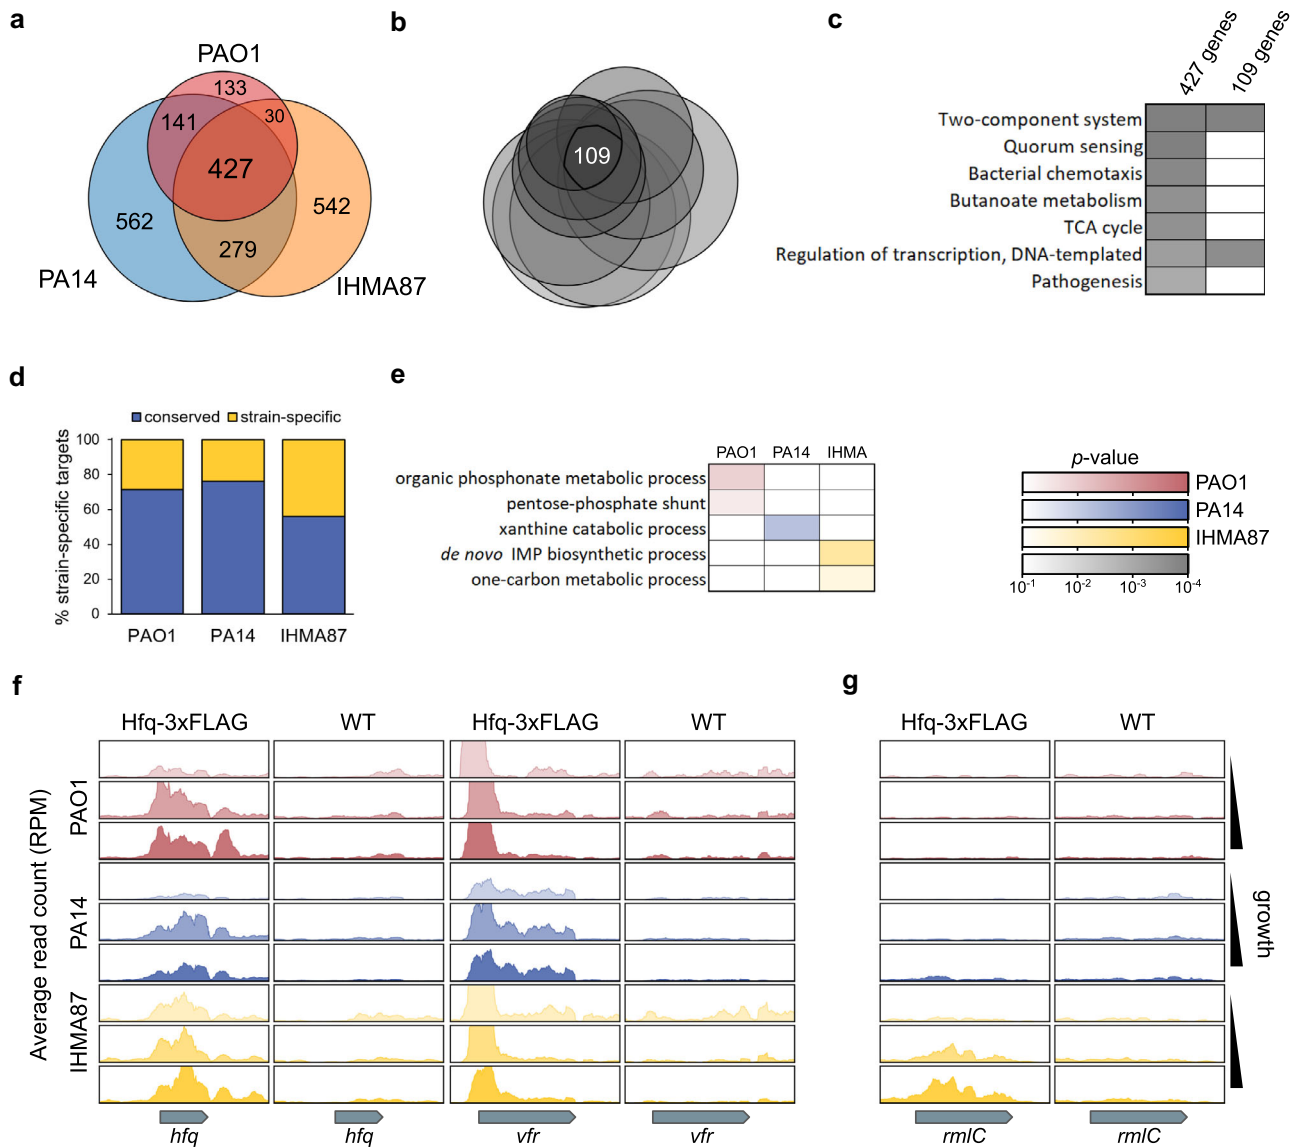 a
PAO1
133
141
30
427
562
542
279
PA14
IHMA87
b
109
c
427 genes
109 genes
Two-component system
Quorum sensing
Bacterial chemotaxis
Butanoate metabolism
TCA cycle
Regulation of transcription, DNA-templated
Pathogenesis
d
conserved strain-specific
% strain-specific targets
100
80
60
40
20
0
PAO1 PA14 IHMA87
e
PAO1 PA14 IHMA
organic phosphonate metabolic process
pentose-phosphate shunt
xanthine catabolic process
de novo IMP biosynthetic process
one-carbon metabolic process
p-value
PAO1
PA14
IHMA87
10-1 10-2 10-3 10-4
f
Hfq-3xFLAG WT Hfq-3xFLAG WT
Average read count (RPM)
PAO1
PA14
IHMA87
hfq hfq vfr vfr
g
Hfq-3xFLAG WT
growth
rmlC rmlC